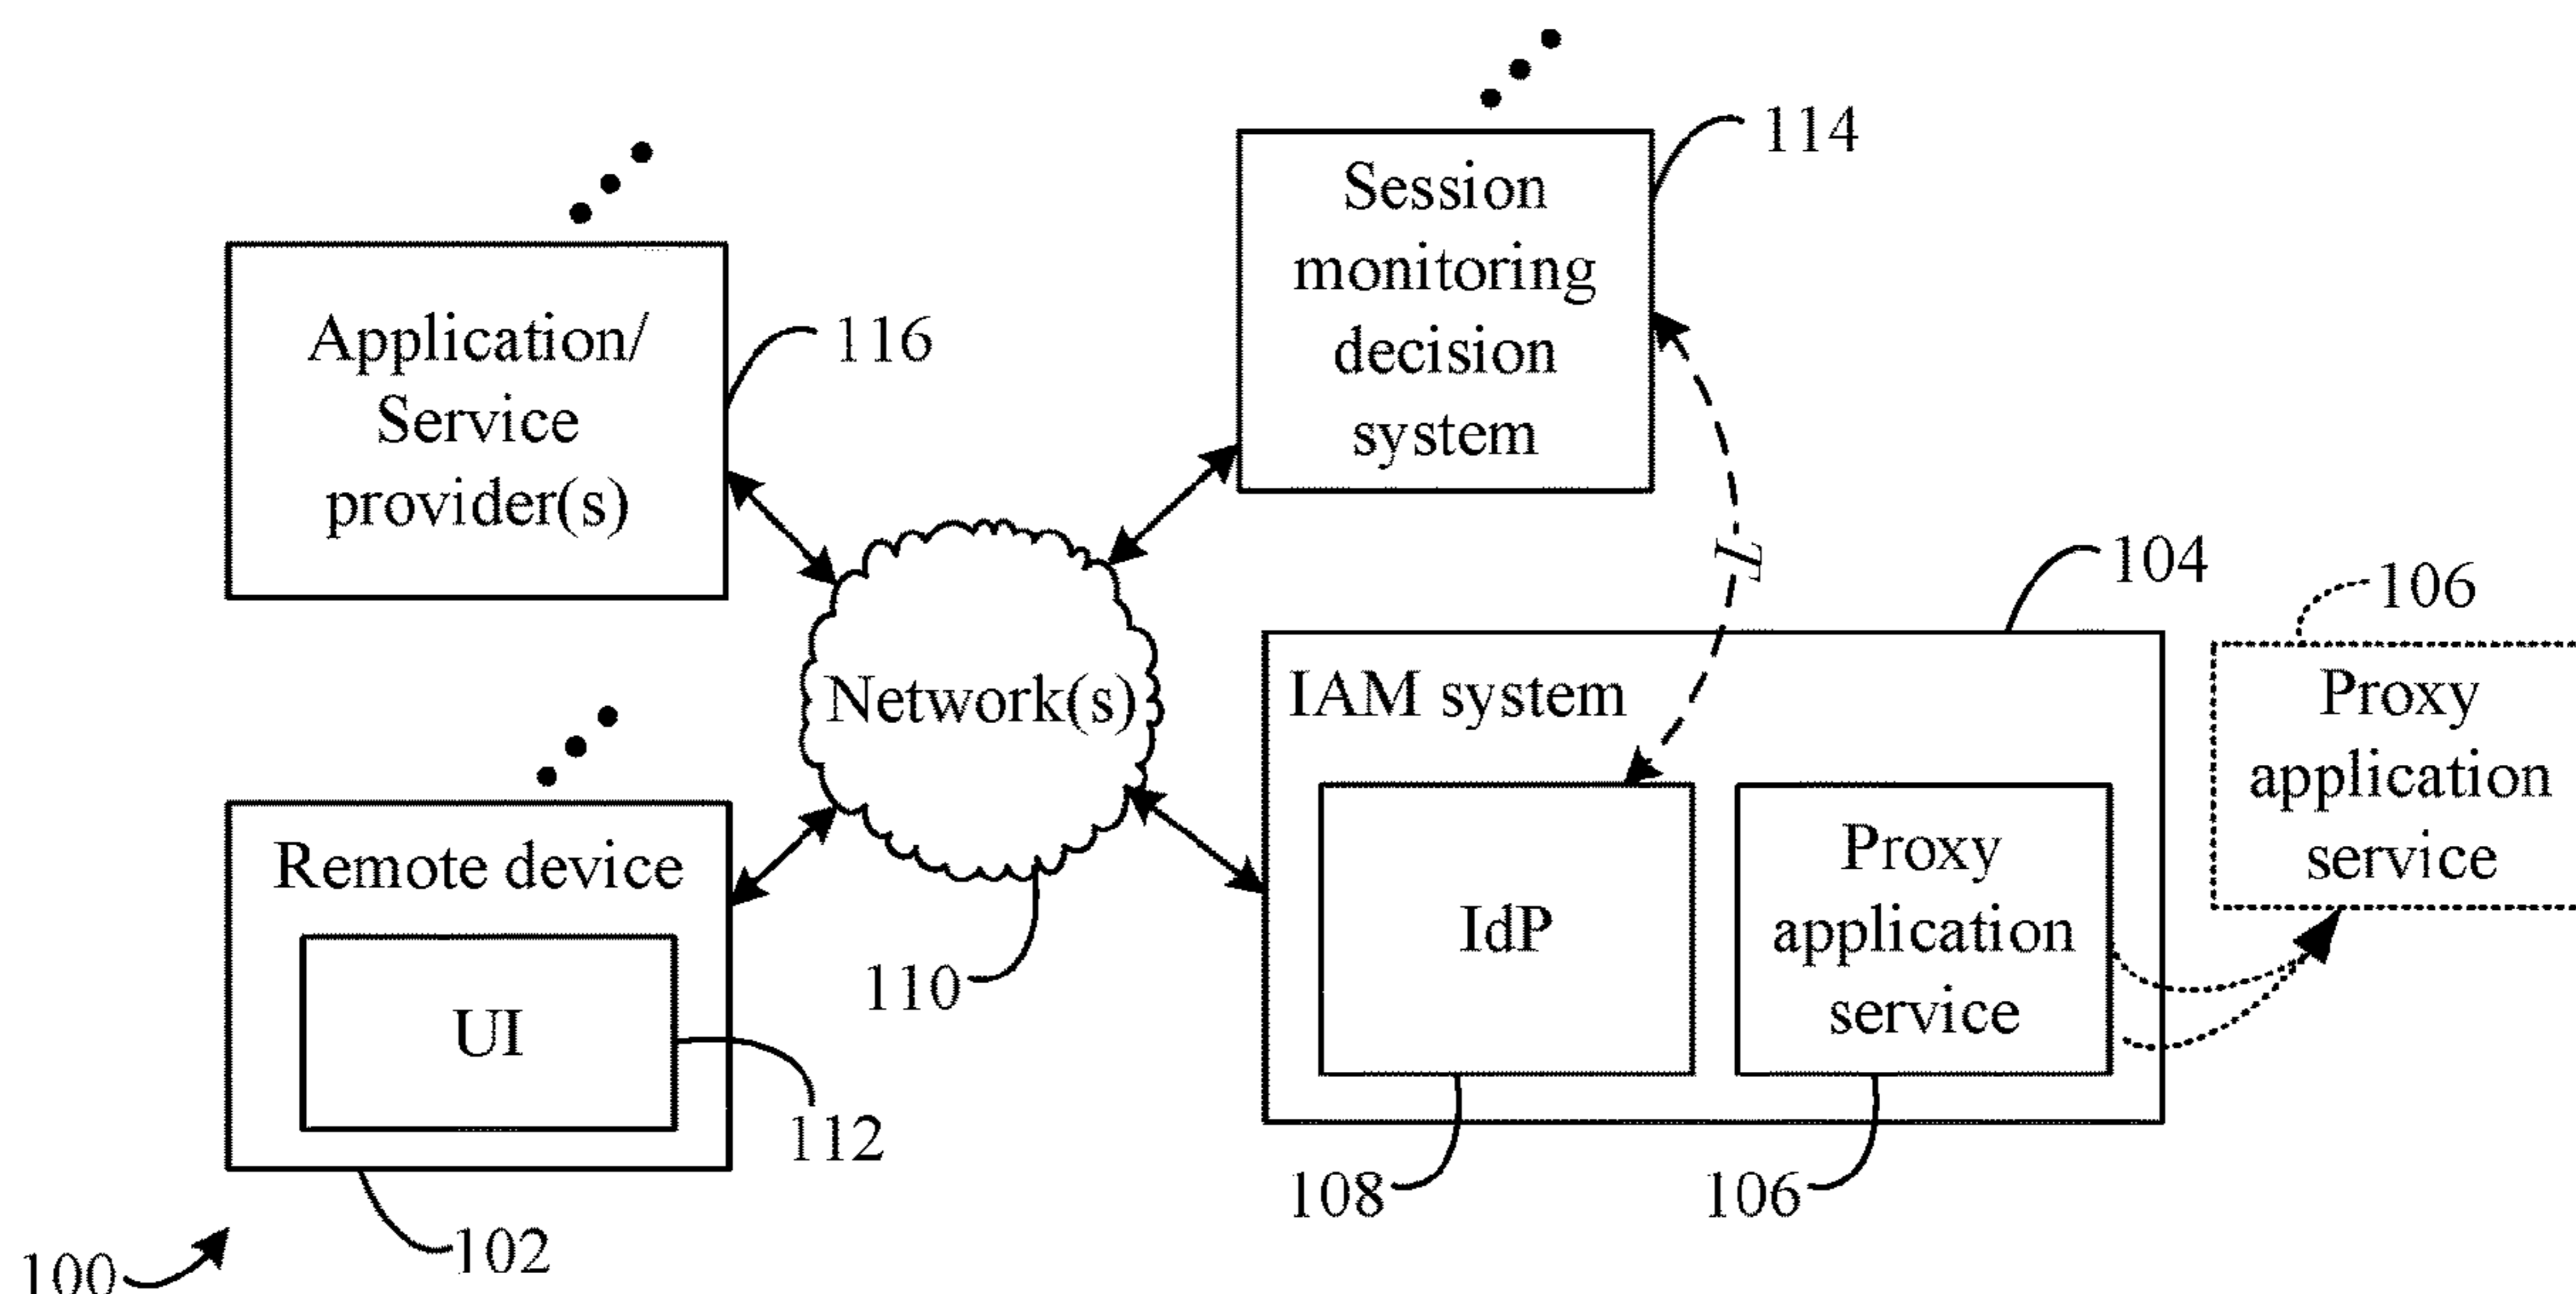 114
Session
monitoring
decision
system
116
Application/
Service
provider(s)
T
104
106
Proxy
application
service
Network(s)
IAM system
IdP
Proxy
application
service
Remote device
UI
110
112
108
106
102
100